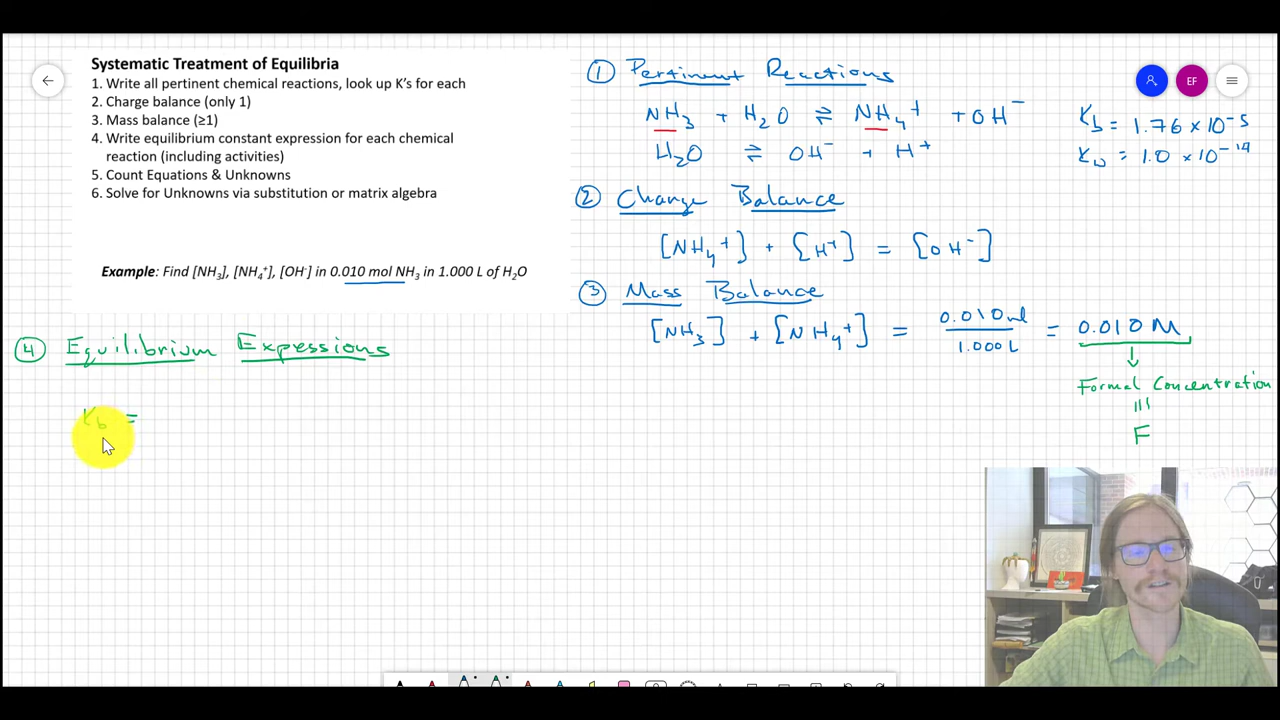 Systematic Treatment of Equilibria
1. Write all pertinent chemical reactions, look up K's for each
2. Charge balance (only 1)
3. Mass balance (≥1)
4. Write equilibrium constant expression for each chemical
reaction (including activities)
5. Count Equations & Unknowns
6. Solve for Unknowns via substitution or matrix algebra
Example: Find [NH₃], [NH₄⁺], [OH⁻] in 0.010 mol NH₃ in 1.000 L of H₂O
④ Equilibrium Expessions
K_b =
① Pertinent Reactions
NH₃ + H₂O ⇌ NH₄⁺ + OH⁻ K_b = 1.76 × 10⁻⁵
H₂O ⇌ OH⁻ + H⁺ K_w = 1.0 × 10⁻¹⁴
② Charge Balance
[NH₄⁺] + [H⁺] = [OH⁻]
③ Mass Balance
[NH₃] + [NH₄⁺] = 0.010 mol / 1.000 L = 0.010 M
↓
Formal Concentration
≡
F
EF